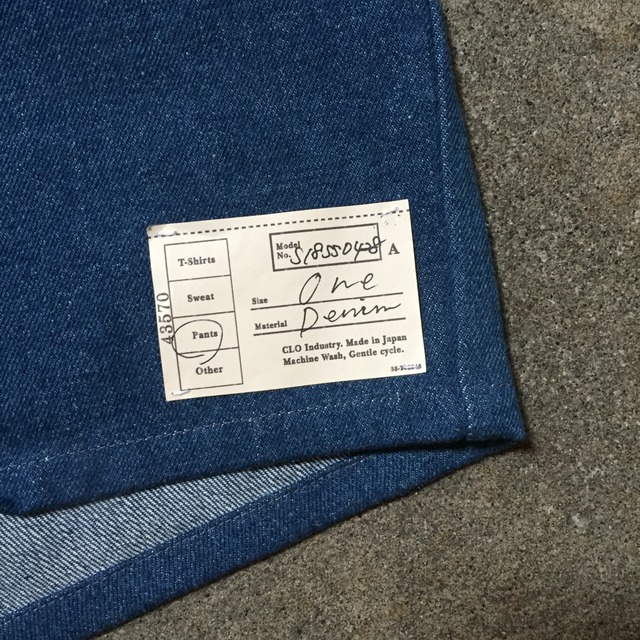 43570
T-Shirts
Sweat
Pants
Other
Model No. S18SS0428 A
Size One
Material Denim
CLO Industry. Made in Japan
Machine Wash, Gentle cycle.